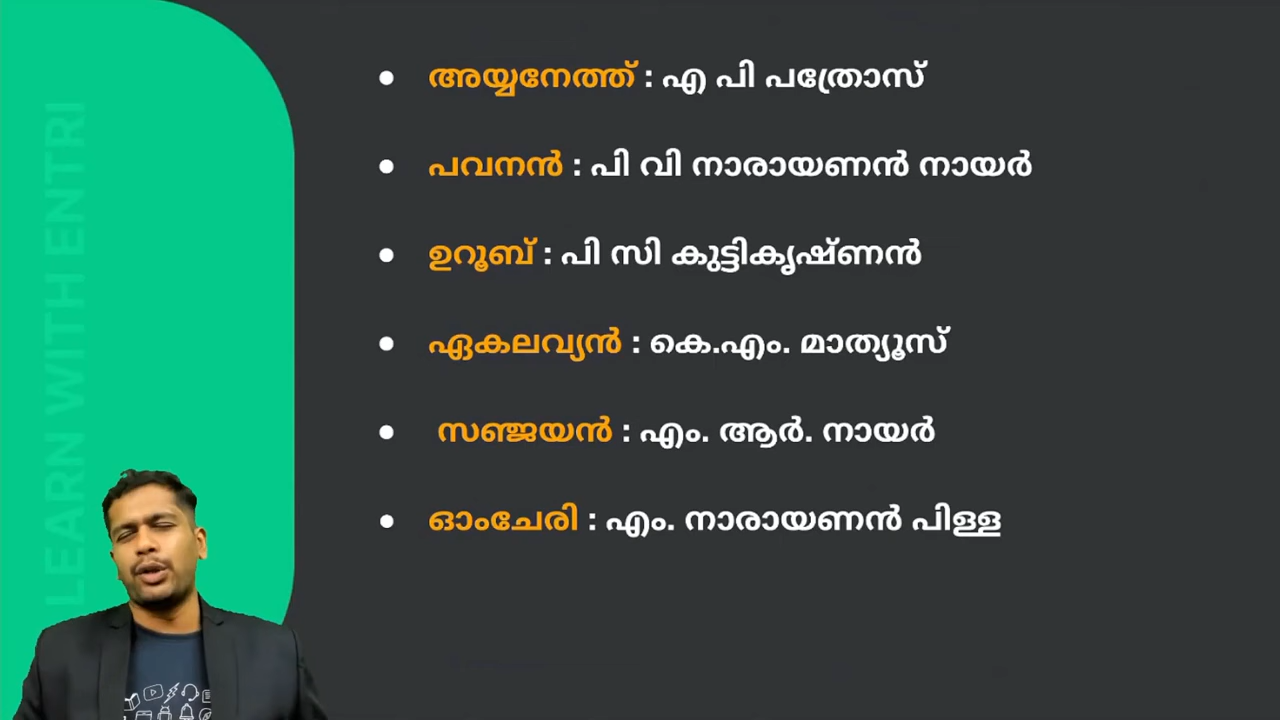 LEARN WITH ENTRI
• അയ്യനേത്ത് : എ പി പത്രോസ്
• പവനൻ : പി വി നാരായണൻ നായർ
• ഉറൂബ് : പി സി കുട്ടികൃഷ്ണൻ
• ഏകലവ്യൻ : കെ.എം. മാത്യൂസ്
• സഞ്ജയൻ : എം. ആർ. നായർ
• ഓംചേരി : എം. നാരായണൻ പിള്ള